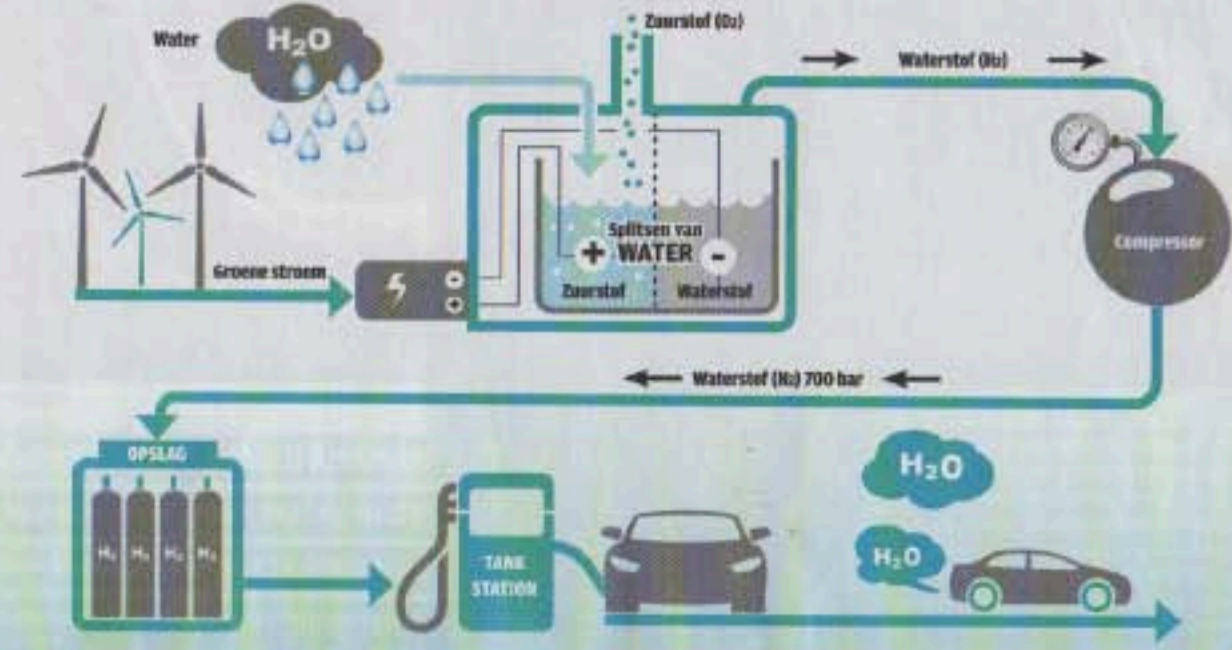 Zuurstof (O₂)
Water
H₂O
Waterstof (H₂)
Compressor
Splitsen van
+ WATER -
Zuurstof
Waterstof
Groene stroom
-
+
Waterstof (H₂) 700 bar
OPSLAG
H₂ H₂ H₂ H₂
TANK
STATION
H₂O
H₂O